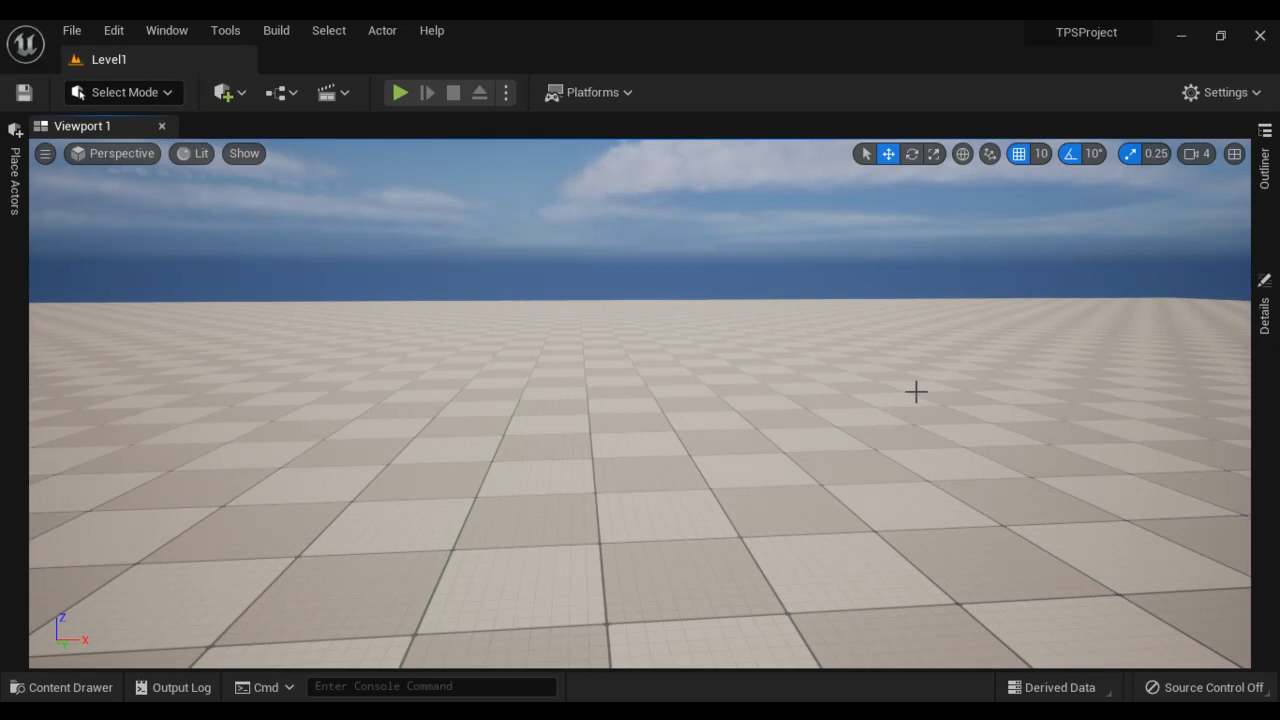 File Edit Window Tools Build Select Actor Help
TPSProject
Level1
Select Mode
Platforms
Settings
Viewport 1
Place Actors
Perspective
Lit
Show
10
10°
0.25
4
Outliner
Details
Z
X
Y
Content Drawer
Output Log
Cmd
Enter Console Command
Derived Data
Source Control Off